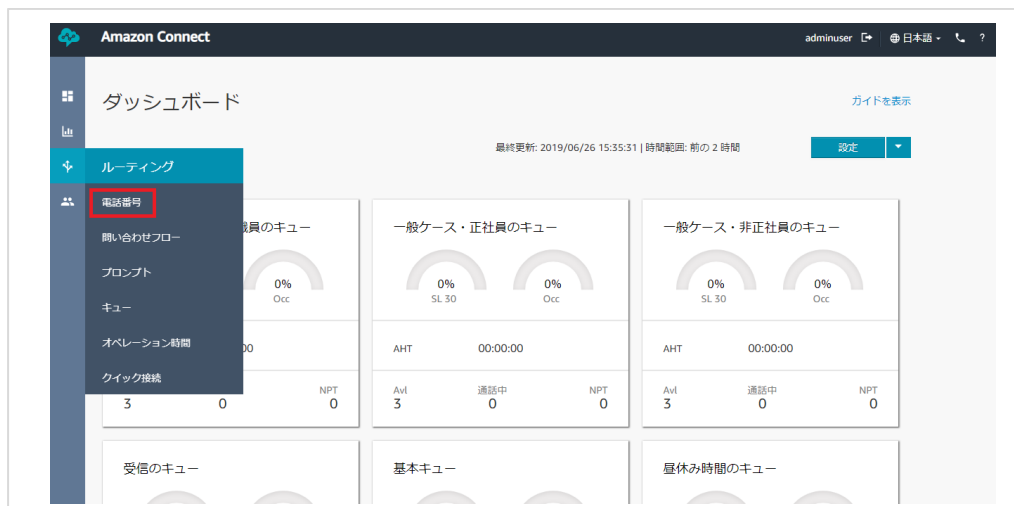 Amazon Connect
adminuser
日本語
?
ダッシュボード
ガイドを表示
最終更新: 2019/06/26 15:35:31 | 時間範囲: 前の 2 時間
設定
ルーティング
電話番号
問い合わせフロー
プロンプト
キュー
オペレーション時間
クイック接続
員のキュー
0%
Occ
00
NPT
3
0
0
一般ケース・正社員のキュー
0%
SL 30
0%
Occ
AHT
00:00:00
Avl
通話中
NPT
3
0
0
一般ケース・非正社員のキュー
0%
SL 30
0%
Occ
AHT
00:00:00
Avl
通話中
NPT
3
0
0
受信のキュー
基本キュー
昼休み時間のキュー